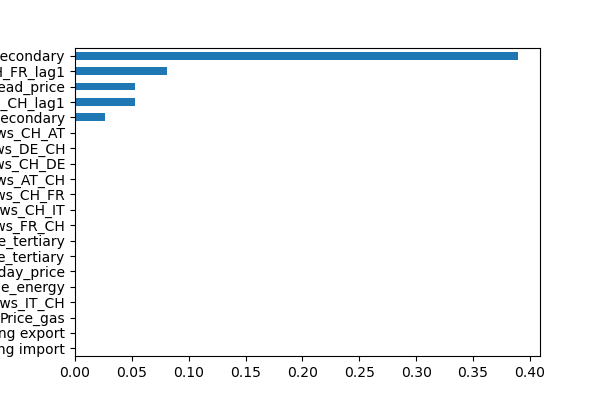 econdary
H_FR_lag1
ead_price
_CH_lag1
econdary
ws_CH_AT
ws_DE_CH
ws_CH_DE
ws_AT_CH
ws_CH_FR
ws_CH_IT
ws_FR_CH
e_tertiary
e_tertiary
day_price
e_energy
ws_IT_CH
Price_gas
ng export
ng import
0.00 0.05 0.10 0.15 0.20 0.25 0.30 0.35 0.40